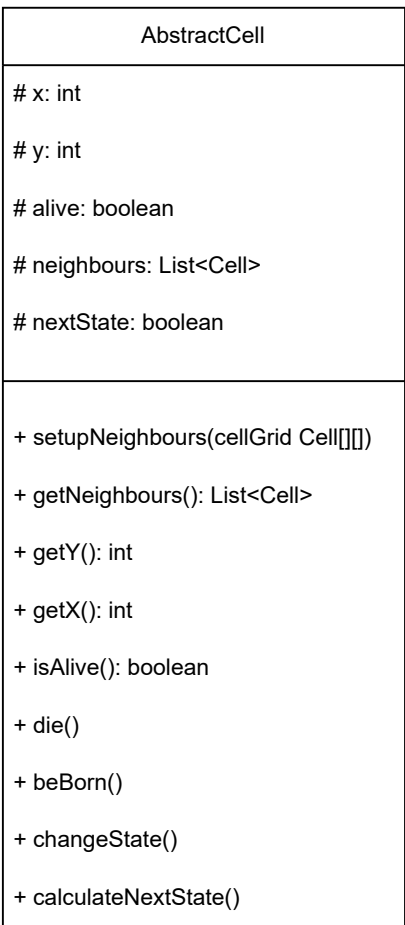 AbstractCell
# x: int
# y: int
# alive: boolean
# neighbours: List<Cell>
# nextState: boolean
+ setupNeighbours(cellGrid Cell[][])
+ getNeighbours(): List<Cell>
+ getY(): int
+ getX(): int
+ isAlive(): boolean
+ die()
+ beBorn()
+ changeState()
+ calculateNextState()